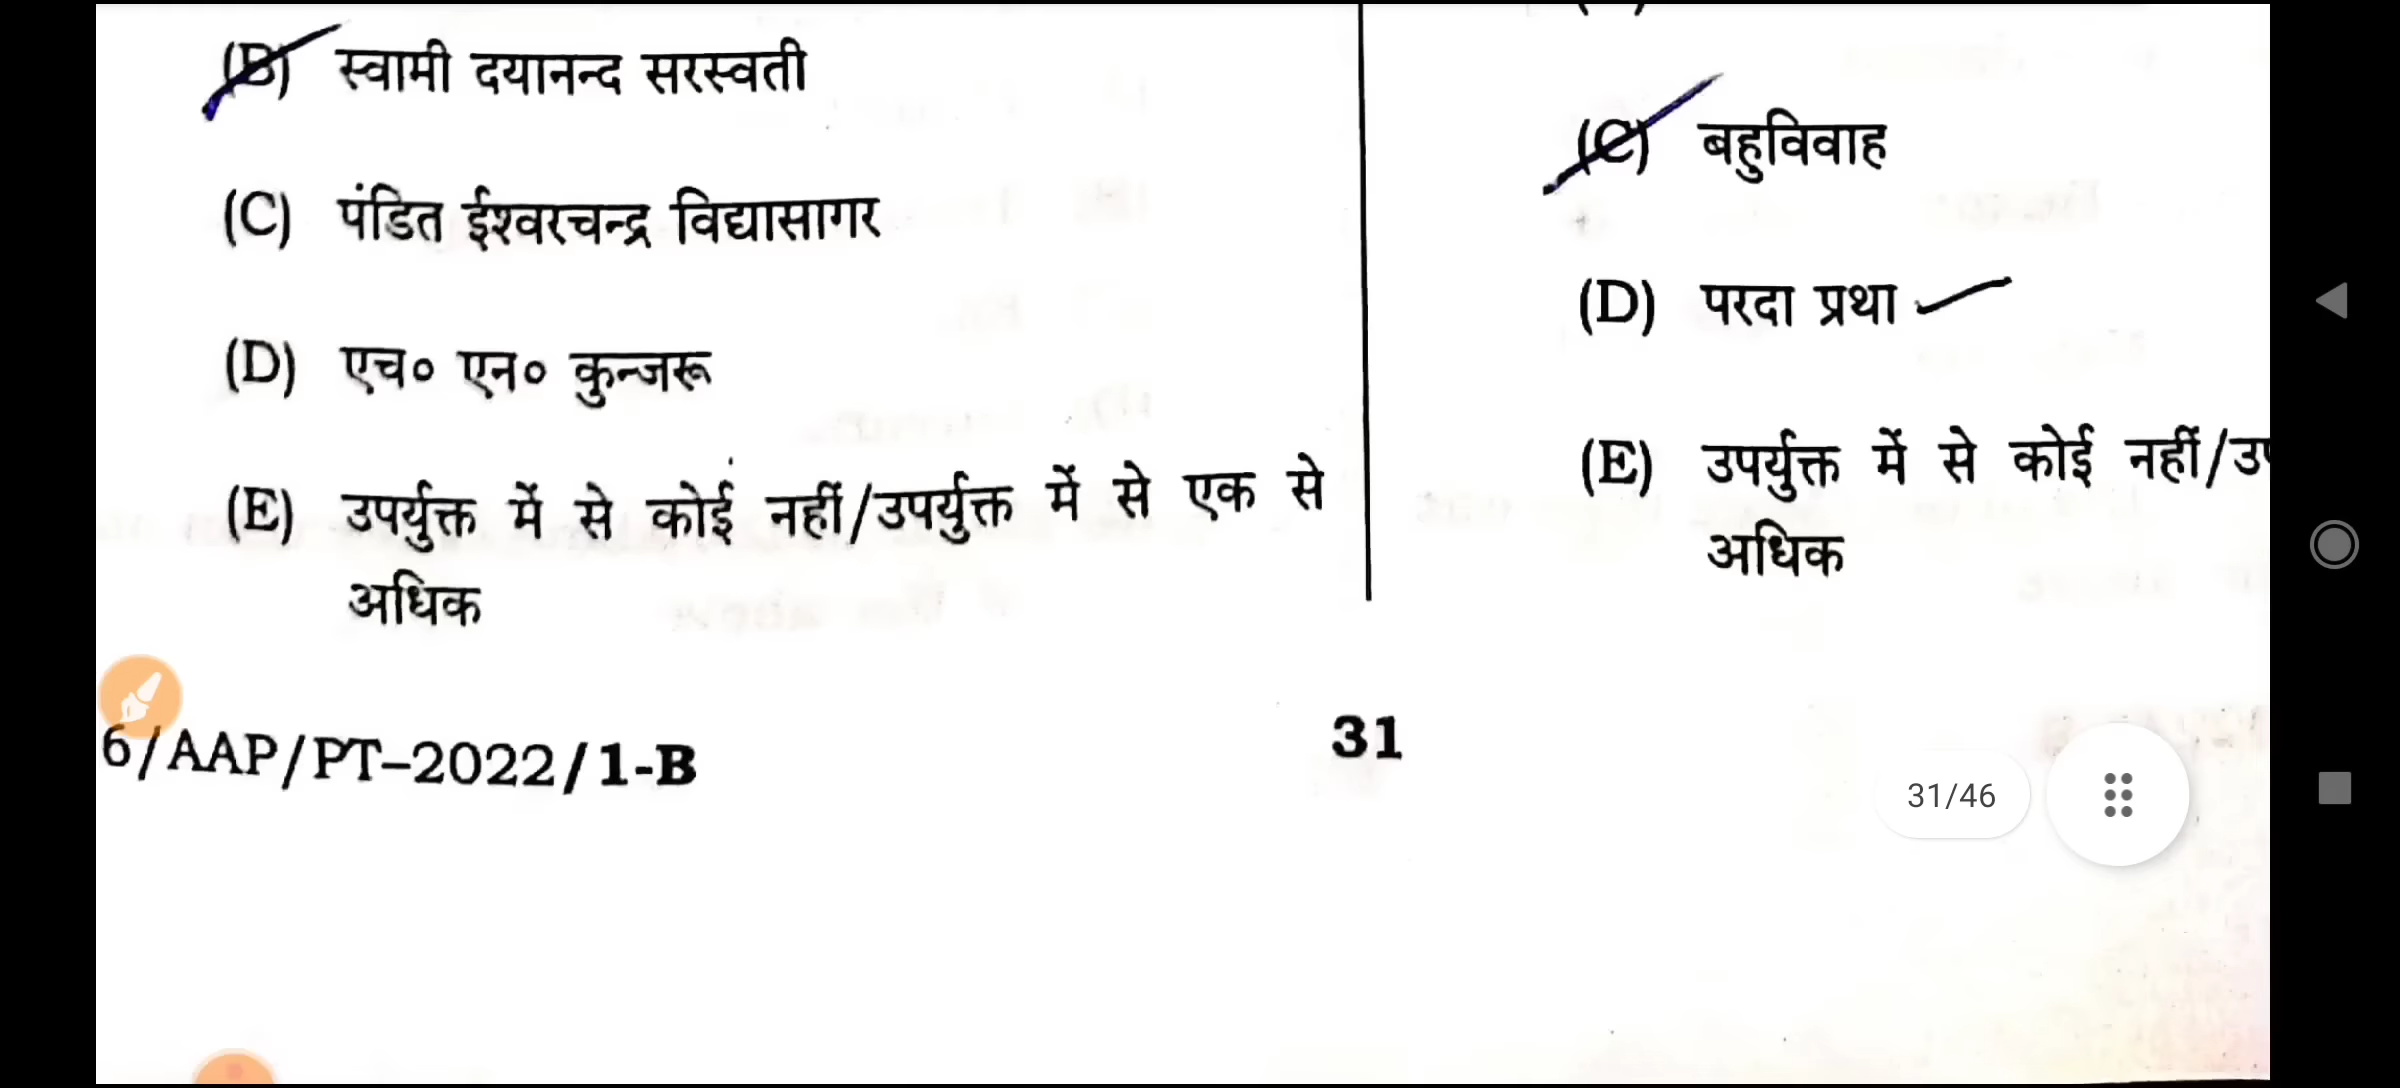 (B) स्वामी दयानन्द सरस्वती
(C) पंडित ईश्वरचन्द्र विद्यासागर
(D) एच० एन० कुन्जरू
(E) उपर्युक्त में से कोई नहीं/उपर्युक्त में से एक से
अधिक
(C) बहुविवाह
(D) परदा प्रथा
(E) उपर्युक्त में से कोई नहीं/उप
अधिक
6/AAP/PT–2022/1-B
31
31/46